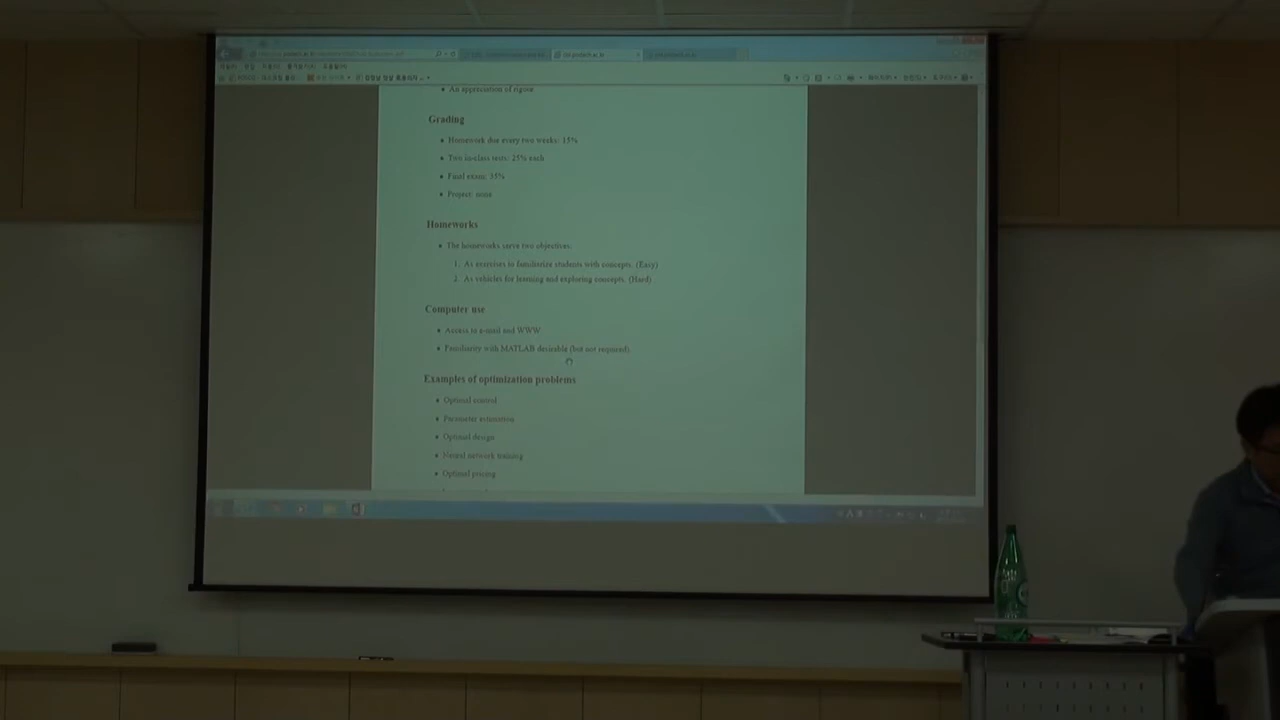 An appreciation of rigour
Grading
Homework due every two weeks: 15%
Two in-class tests: 25% each
Final exam: 35%
Project: none
Homeworks
The homeworks serve two objectives:
1. As exercises to familiarize students with concepts. (Easy)
2. As vehicles for learning and exploring concepts. (Hard)
Computer use
Access to e-mail and WWW
Familiarity with MATLAB desirable (but not required)
Examples of optimization problems
Optimal control
Parameter estimation
Optimal design
Neural network training
Optimal pricing